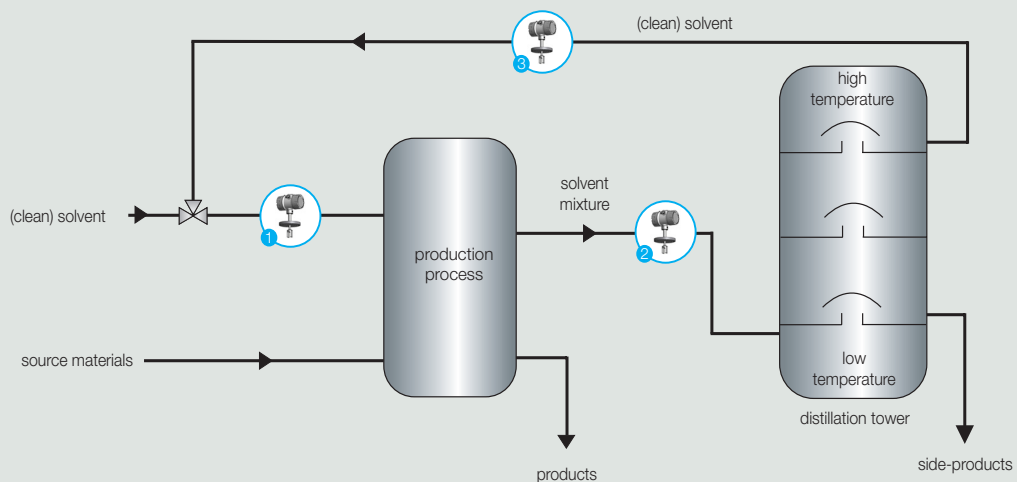 (clean) solvent
3
high
temperature
(clean) solvent
1
solvent
mixture
2
production
process
source materials
low
temperature
distillation tower
products
side-products